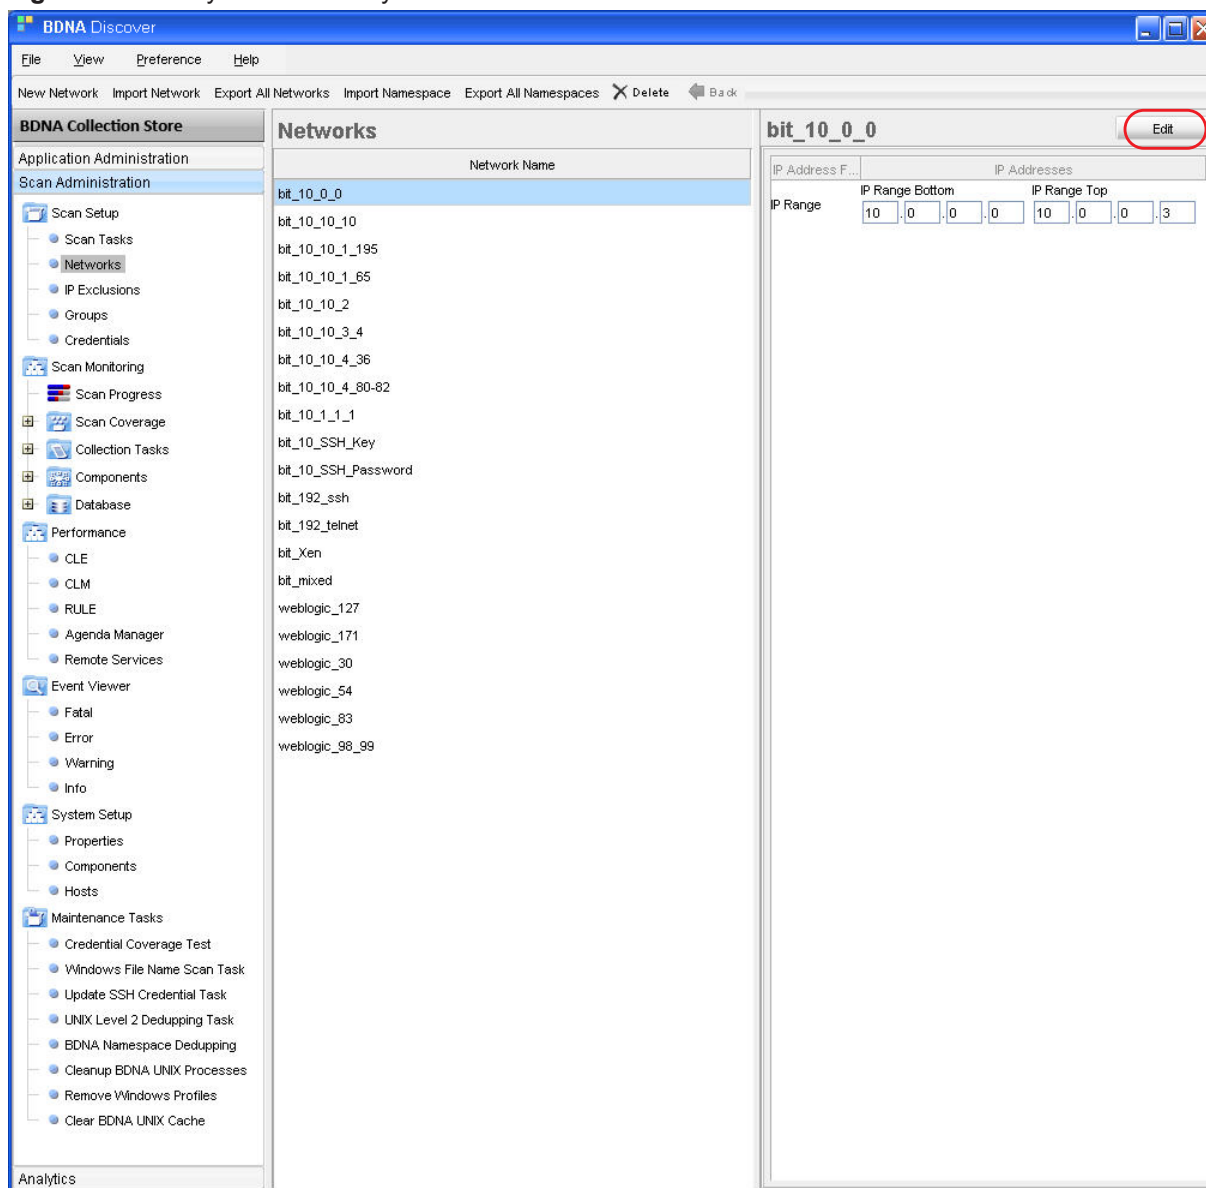 BDNA Discover
File View Preference Help
New Network Import Network Export All Networks Import Namespace Export All Namespaces Delete Back
BDNA Collection Store
Application Administration
Scan Administration
Scan Setup
Scan Tasks
Networks
IP Exclusions
Groups
Credentials
Scan Monitoring
Scan Progress
Scan Coverage
Collection Tasks
Components
Database
Performance
CLE
CLM
RULE
Agenda Manager
Remote Services
Event Viewer
Fatal
Error
Warning
Info
System Setup
Properties
Components
Hosts
Maintenance Tasks
Credential Coverage Test
Windows File Name Scan Task
Update SSH Credential Task
UNIX Level 2 Dedupping Task
BDNA Namespace Dedupping
Cleanup BDNA UNIX Processes
Remove Windows Profiles
Clear BDNA UNIX Cache
Analytics
Networks
Network Name
bit_10_0_0
bit_10_10_10
bit_10_10_1_195
bit_10_10_1_65
bit_10_10_2
bit_10_10_3_4
bit_10_10_4_36
bit_10_10_4_80-82
bit_10_1_1_1
bit_10_SSH_Key
bit_10_SSH_Password
bit_192_ssh
bit_192_telnet
bit_Xen
bit_mixed
weblogic_127
weblogic_171
weblogic_30
weblogic_54
weblogic_83
weblogic_98_99
bit_10_0_0 Edit
IP Address F... IP Addresses
IP Range Bottom IP Range Top
IP Range 10 .0 .0 .0 10 .0 .0 .3